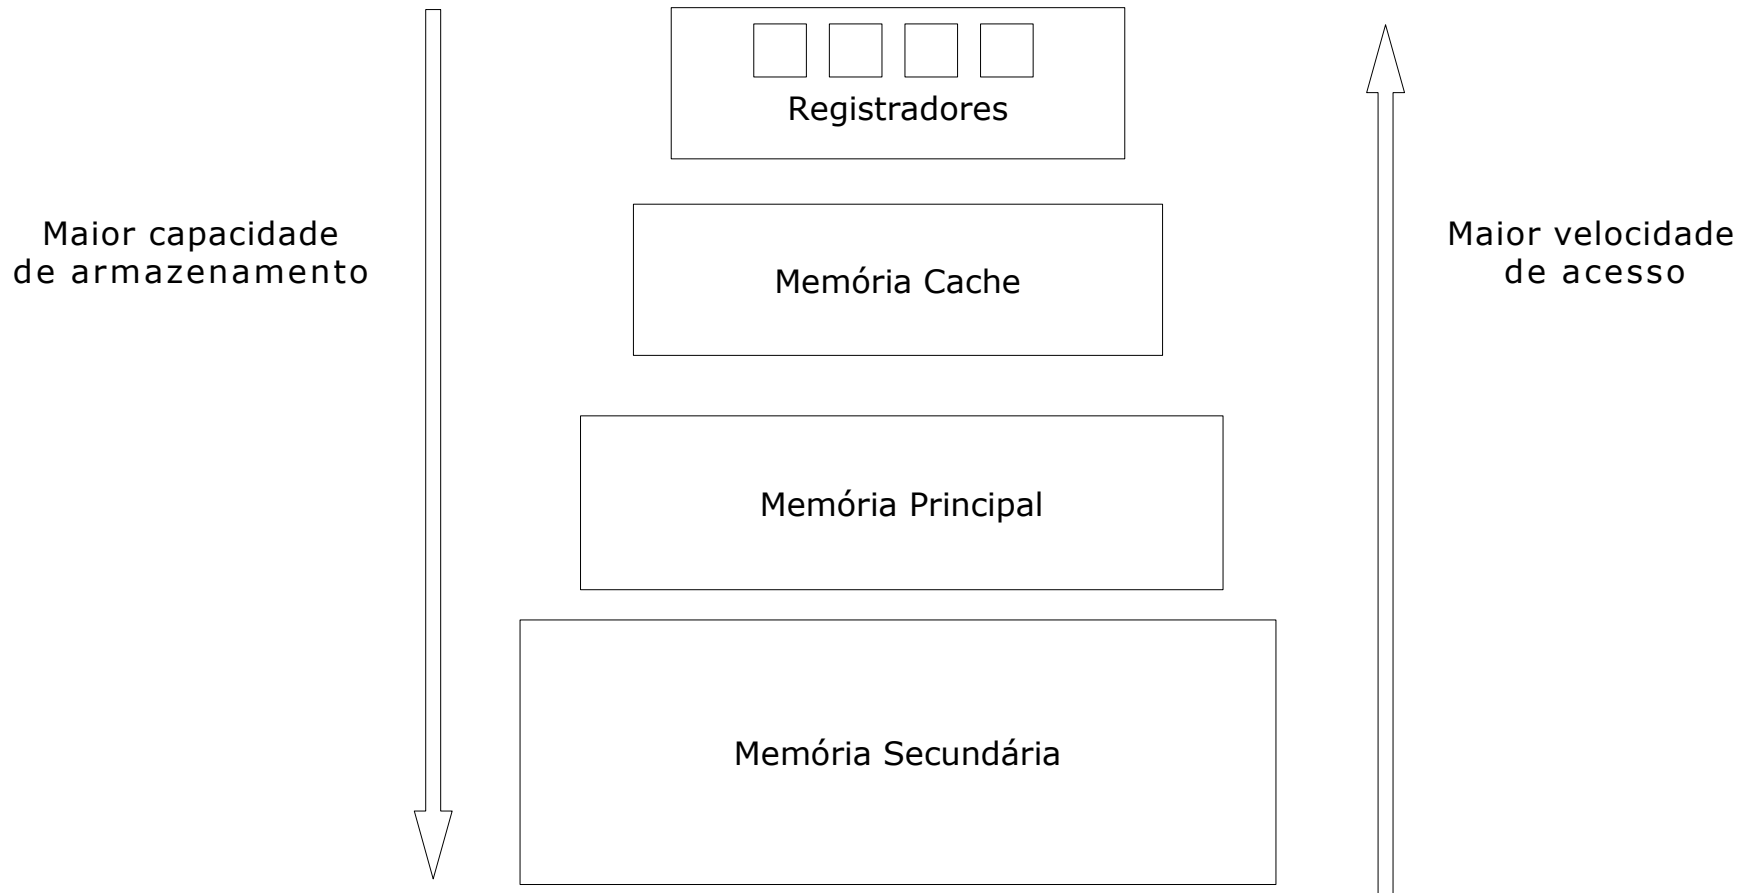 Registradores
Maior capacidade
de armazenamento
Maior velocidade
de acesso
Memória Cache
Memória Principal
Memória Secundária